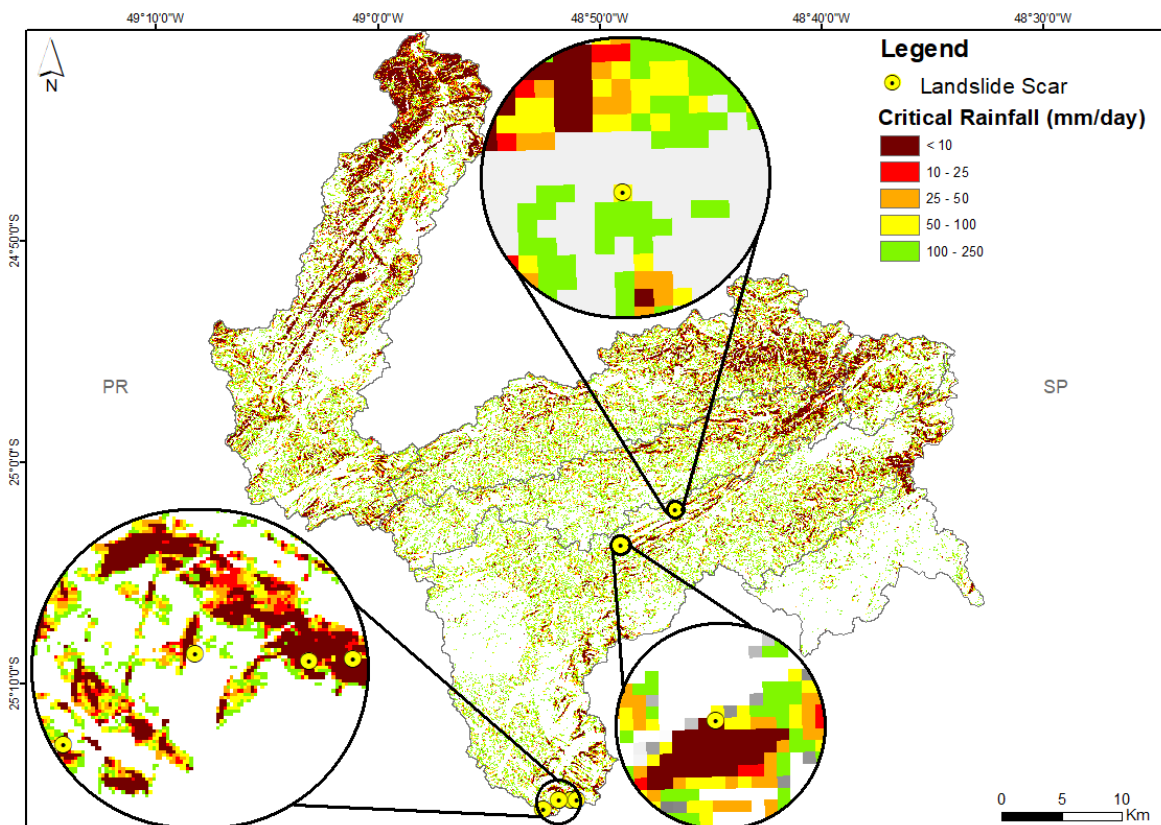 49°10'0"W
49°0'0"W
48°50'0"W
48°40'0"W
48°30'0"W
N
Legend
Landslide Scar
Critical Rainfall (mm/day)
< 10
10 - 25
25 - 50
50 - 100
100 - 250
24°50'0"S
PR
SP
25°0'0"S
25°10'0"S
0 5 10
Km